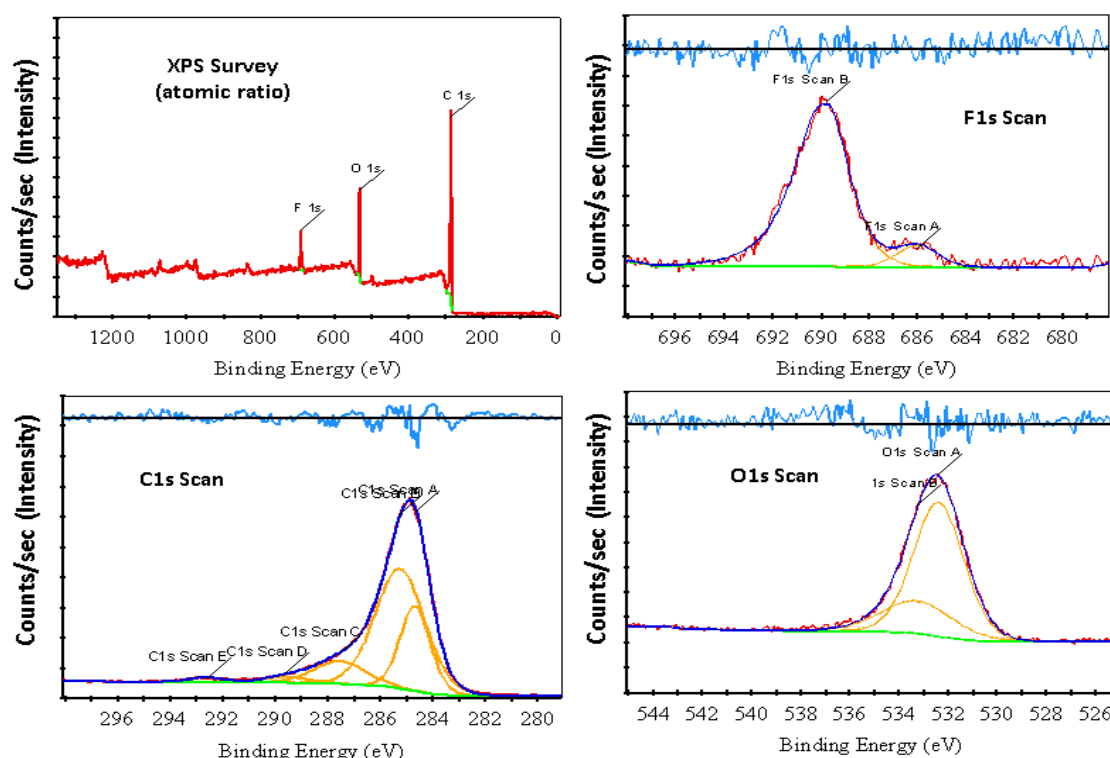 XPS Survey
(atomic ratio)
C 1s
O 1s
F 1s
Counts/sec (Intensity)
1200 1000 800 600 400 200 0
Binding Energy (eV)
F1s Scan B
F1s Scan
F1s Scan A
Counts/s ec (Intensity)
696 694 692 690 688 686 684 682 680
Binding Energy (eV)
C1s Scan
C1s Scan A
C1s Scan B
C1s Scan C
C1s Scan D
C1s Scan E
Counts/sec (Intensity)
296 294 292 290 288 286 284 282 280
Binding Energy (eV)
O1s Scan A
O1s Scan
1s Scan B
Counts/sec (Intensity)
544 542 540 538 536 534 532 530 528 526
Binding Energy (eV)